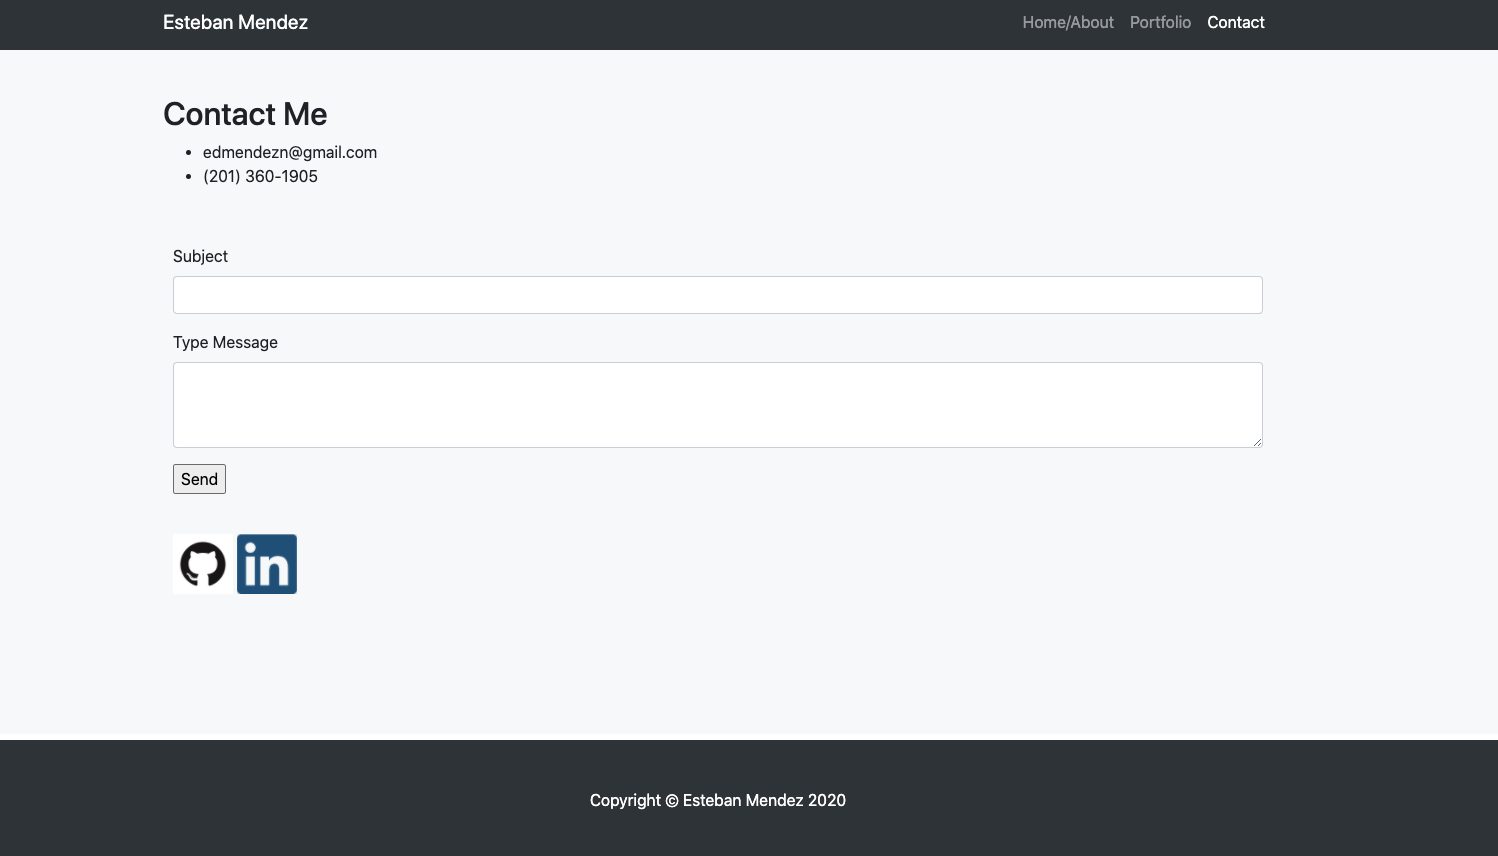 Esteban Mendez
Home/About Portfolio Contact
Contact Me
• edmendezn@gmail.com
• (201) 360-1905
Subject
Type Message
Send
in
Copyright © Esteban Mendez 2020